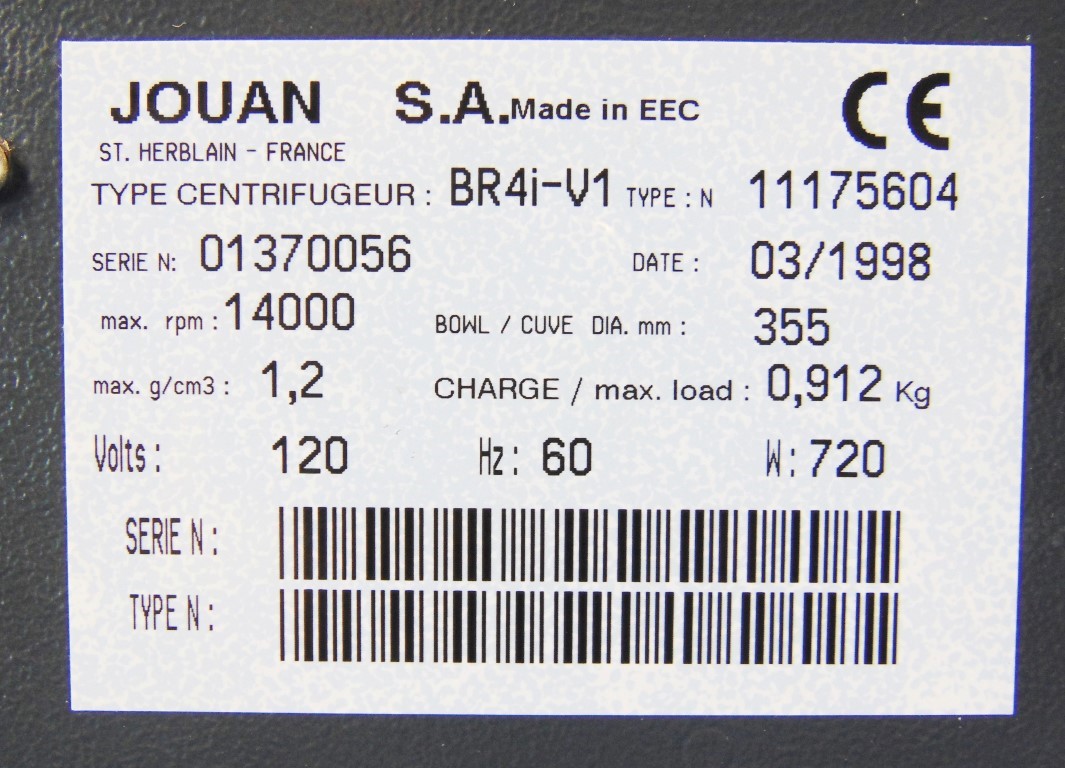 JOUAN S.A. Made in EEC CE
ST. HERBLAIN - FRANCE
TYPE CENTRIFUGEUR : BR4i-V1 TYPE : N 11175604
SERIE N: 01370056 DATE : 03/1998
max. rpm : 14000 BOWL / CUVE DIA. mm : 355
max. g/cm3 : 1,2 CHARGE / max. load : 0,912 Kg
Volts : 120 Hz : 60 W : 720
SERIE N :
TYPE N :